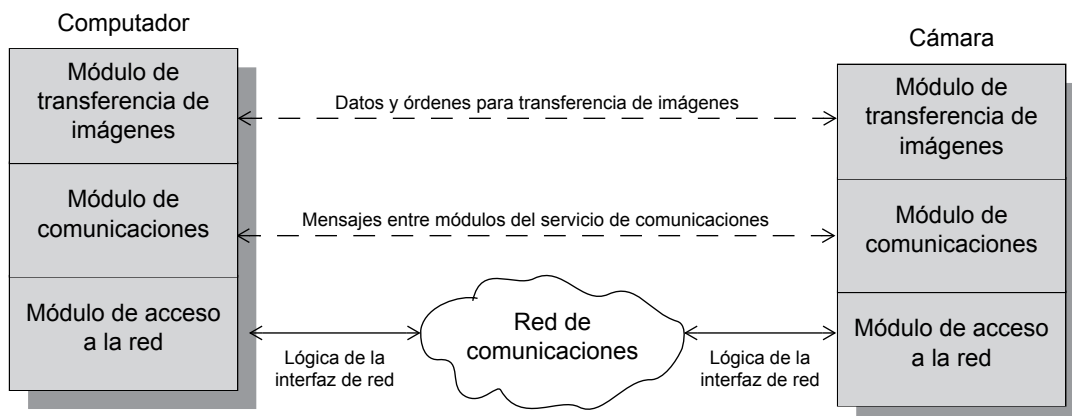 Computador
Módulo de
transferencia de
imágenes
Módulo de
comunicaciones
Módulo de acceso
a la red
Datos y órdenes para transferencia de imágenes
Mensajes entre módulos del servicio de comunicaciones
Lógica de la
interfaz de red
Red de
comunicaciones
Lógica de la
interfaz de red
Cámara
Módulo de
transferencia de
imágenes
Módulo de
comunicaciones
Módulo de acceso
a la red